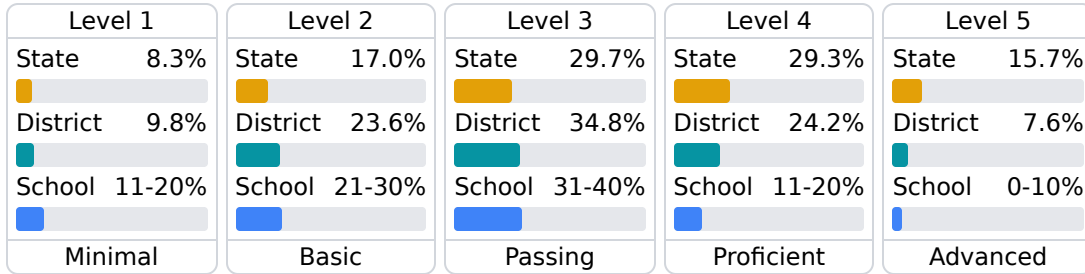 Level 1
State 8.3%
District 9.8%
School 11-20%
Minimal
Level 2
State 17.0%
District 23.6%
School 21-30%
Basic
Level 3
State 29.7%
District 34.8%
School 31-40%
Passing
Level 4
State 29.3%
District 24.2%
School 11-20%
Proficient
Level 5
State 15.7%
District 7.6%
School 0-10%
Advanced